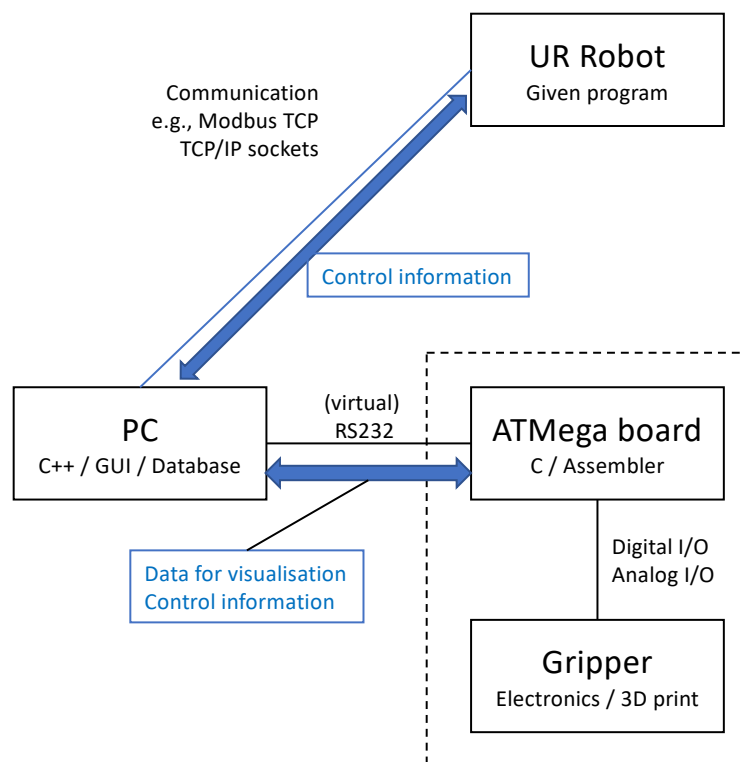 UR Robot
Given program
Communication
e.g., Modbus TCP
TCP/IP sockets
Control information
PC
C++ / GUI / Database
(virtual)
RS232
ATMega board
C / Assembler
Data for visualisation
Control information
Digital I/O
Analog I/O
Gripper
Electronics / 3D print